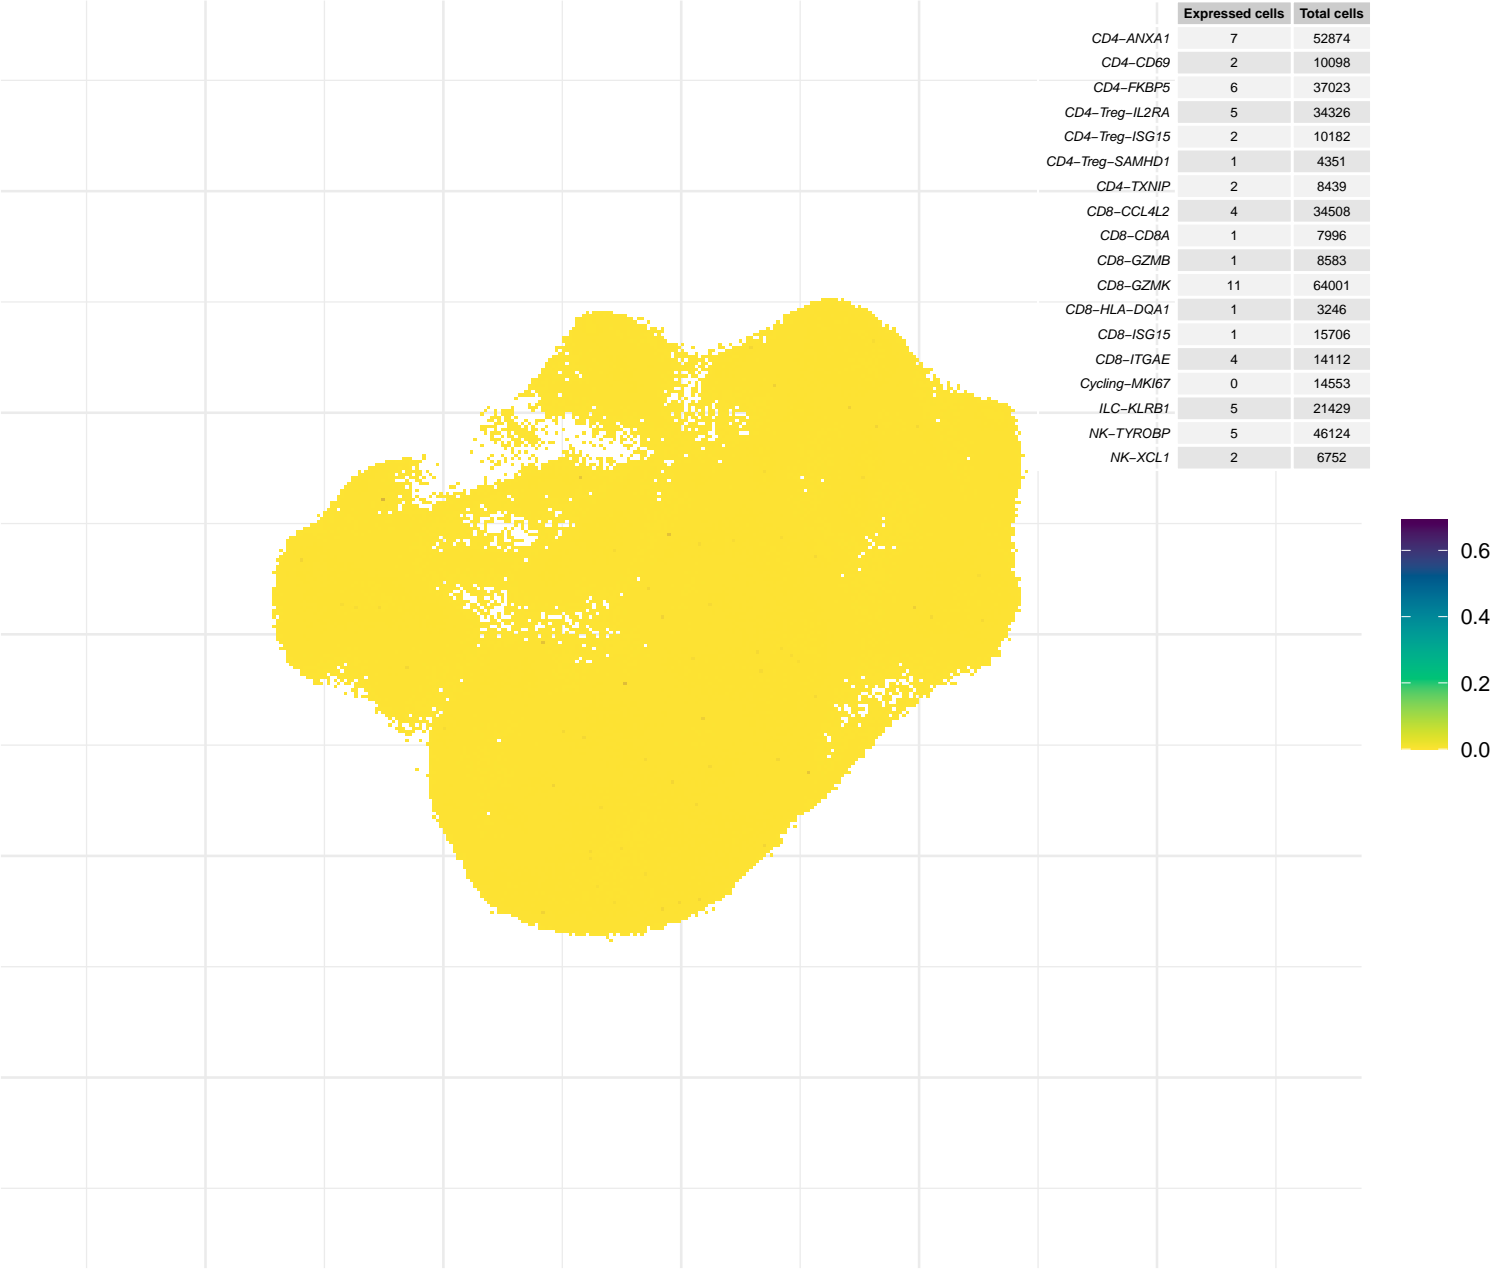 Expressed cells Total cells
CD4−ANXA1 7 52874
CD4−CD69 2 10098
CD4−FKBP5 6 37023
CD4−Treg−IL2RA 5 34326
CD4−Treg−ISG15 2 10182
CD4−Treg−SAMHD1 1 4351
CD4−TXNIP 2 8439
CD8−CCL4L2 4 34508
CD8−CD8A 1 7996
CD8−GZMB 1 8583
CD8−GZMK 11 64001
CD8−HLA−DQA1 1 3246
CD8−ISG15 1 15706
CD8−ITGAE 4 14112
Cycling−MKI67 0 14553
ILC−KLRB1 5 21429
NK−TYROBP 5 46124
NK−XCL1 2 6752
0.6
0.4
0.2
0.0